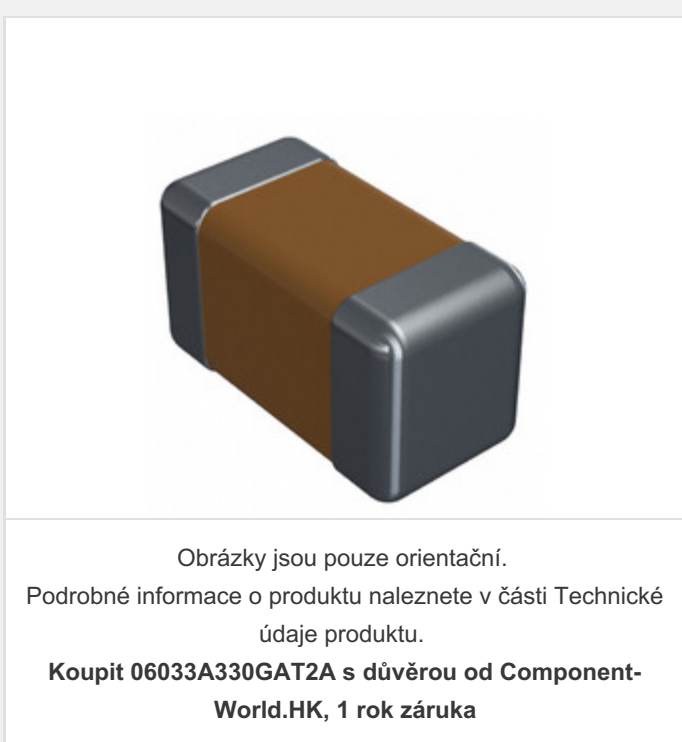 Obrázky jsou pouze orientační.
Podrobné informace o produktu naleznete v části Technické
údaje produktu.
Koupit 06033A330GAT2A s důvěrou od Component-
World.HK, 1 rok záruka